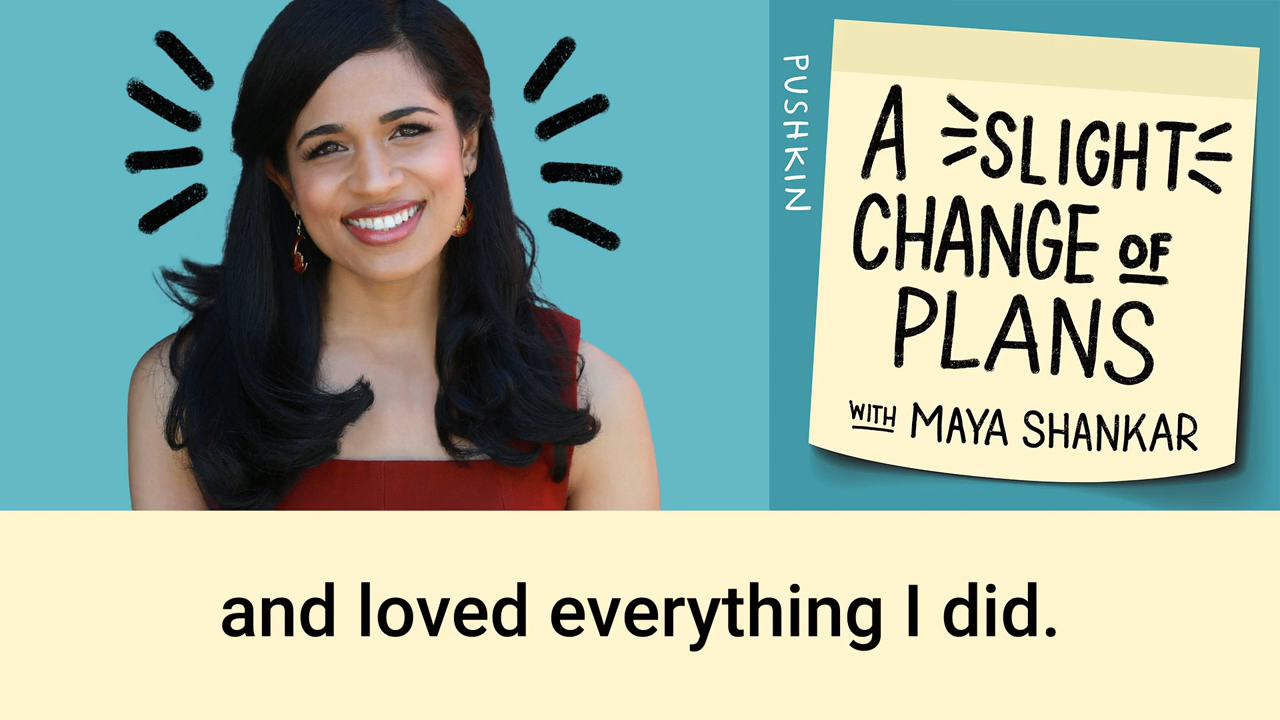 PUSHKIN
A SLIGHT
CHANGE OF
PLANS
WITH MAYA SHANKAR
and loved everything I did.